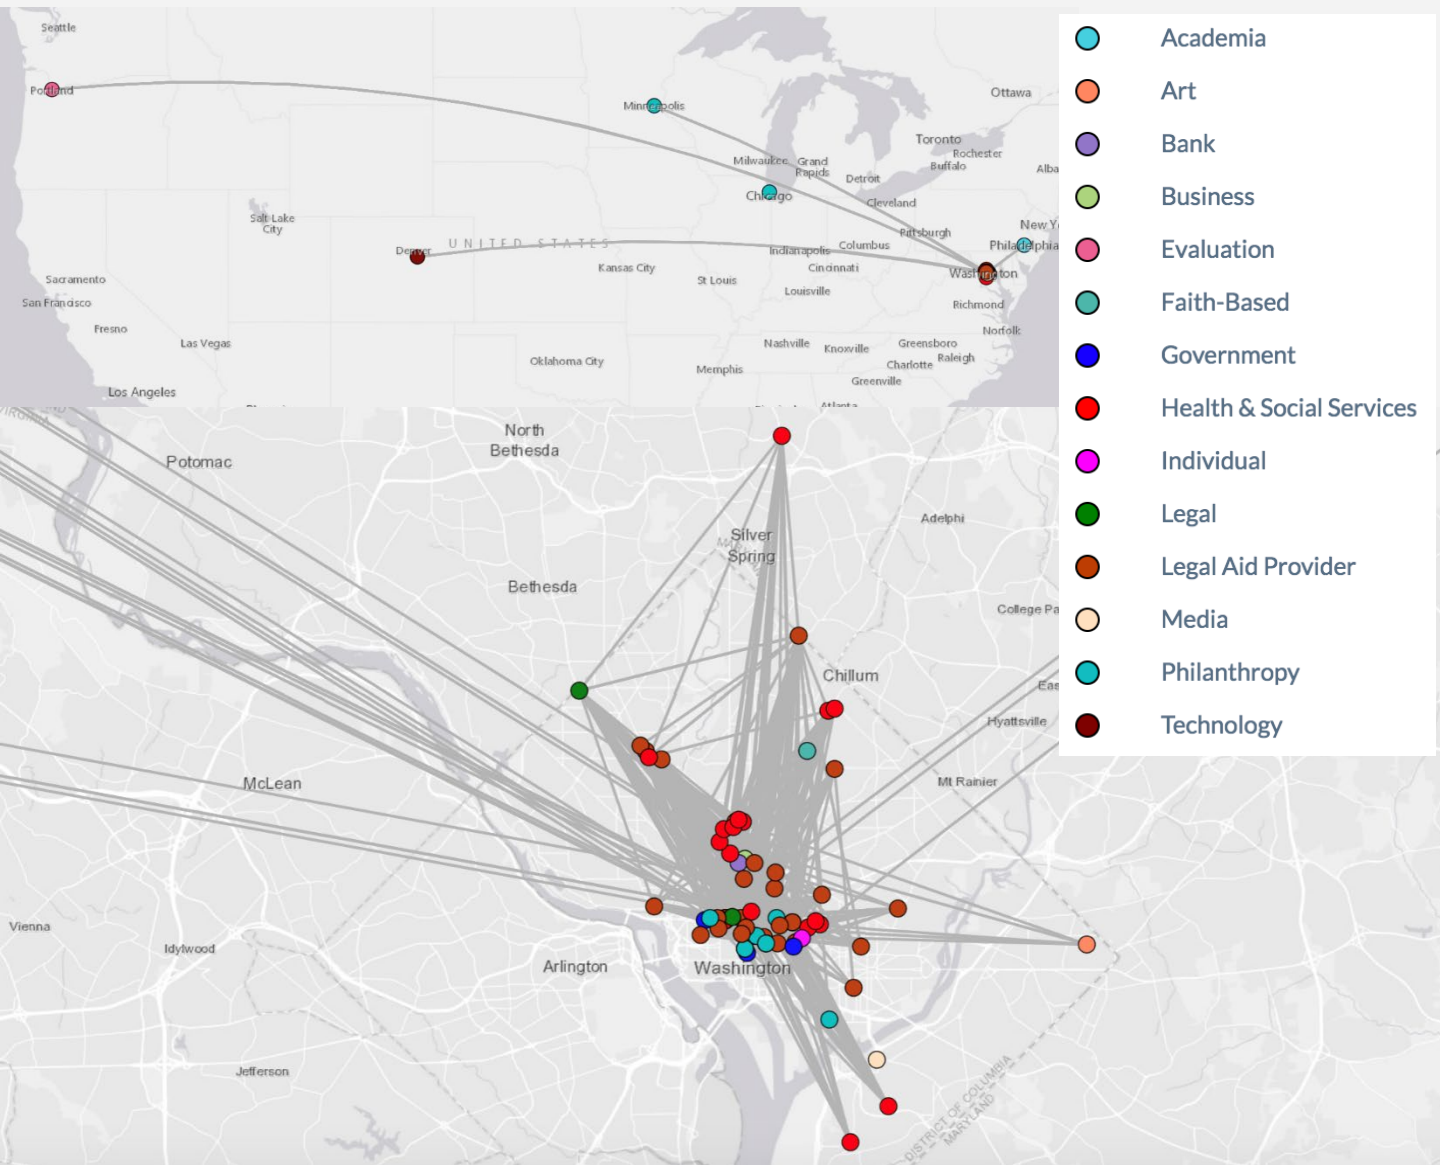 Seattle
Portland
Minneapolis
Ottawa
Toronto
Rochester
Buffalo
Milwaukee
Grand
Rapids
Detroit
Alba
Chicago
Cleveland
Salt Lake
City
New Y
Pittsburgh
Philadelphia
Denver
UNITED STATES
Indianapolis
Columbus
Kansas City
Cincinnati
Washington
Sacramento
St Louis
Louisville
San Francisco
Richmond
Fresno
Norfolk
Las Vegas
Nashville
Knoxville
Greensboro
Raleigh
Oklahoma City
Memphis
Charlotte
Greenville
Los Angeles
Atlanta
Academia
Art
Bank
Business
Evaluation
Faith-Based
Government
Health & Social Services
Individual
Legal
Legal Aid Provider
Media
Philanthropy
Technology
VIRGINIA
North
Bethesda
Potomac
Adelphi
Silver
Spring
Bethesda
College Pa
Chillum
Eas
Hyattsville
McLean
Mt Rainier
Vienna
Idylwood
Arlington
Washington
Jefferson
DISTRICT OF COLUMBIA
MARYLAND